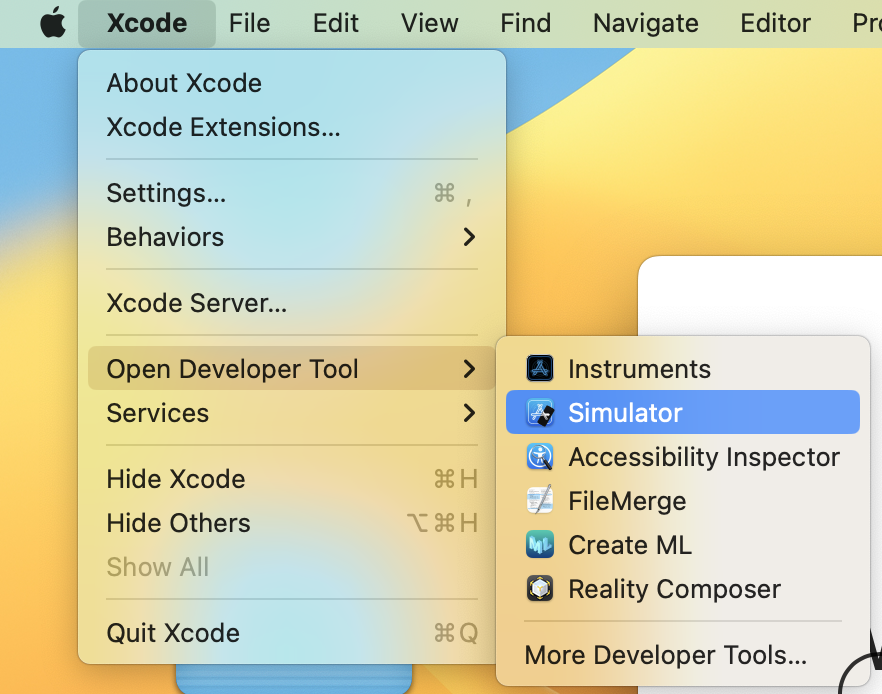 Xcode File Edit View Find Navigate Editor
About Xcode
Xcode Extensions...
Settings... ⌘ ,
Behaviors
Xcode Server...
Open Developer Tool
Services
Hide Xcode ⌘H
Hide Others ⌥⌘H
Show All
Quit Xcode ⌘Q
Instruments
Simulator
Accessibility Inspector
FileMerge
Create ML
Reality Composer
More Developer Tools...